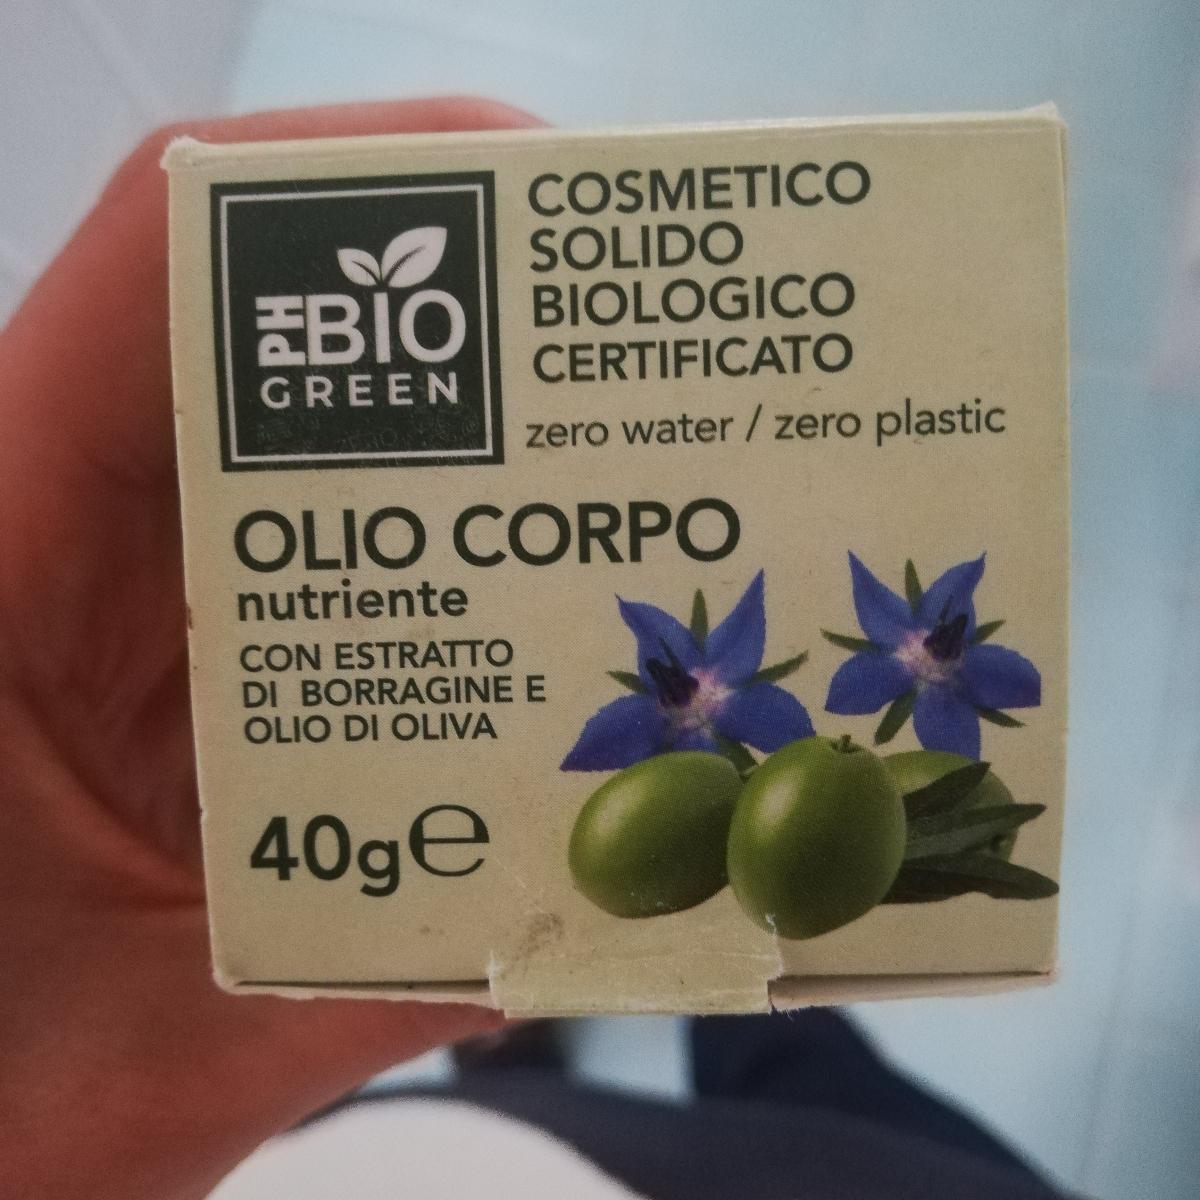 PH BIO
GREEN
COSMETICO
SOLIDO
BIOLOGICO
CERTIFICATO
zero water / zero plastic
OLIO CORPO
nutriente
CON ESTRATTO
DI BORRAGINE E
OLIO DI OLIVA
40g e